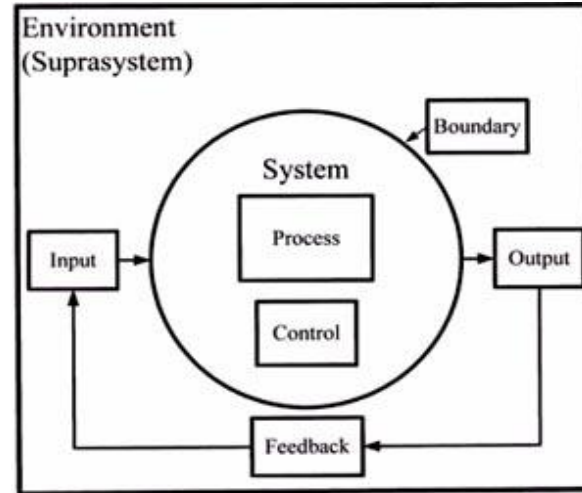 Environment
(Suprasystem)
Boundary
System
Process
Input
Output
Control
Feedback